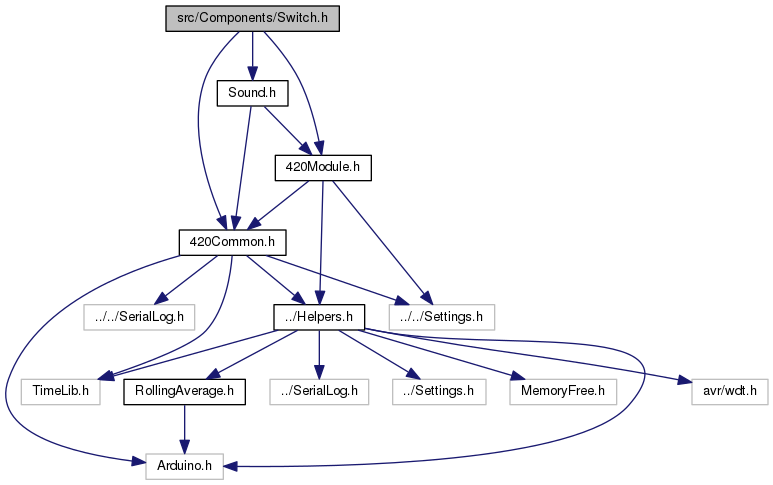 src/Components/Switch.h
Sound.h
420Module.h
420Common.h
../../SerialLog.h
../Helpers.h
../../Settings.h
TimeLib.h
RollingAverage.h
../SerialLog.h
../Settings.h
MemoryFree.h
avr/wdt.h
Arduino.h